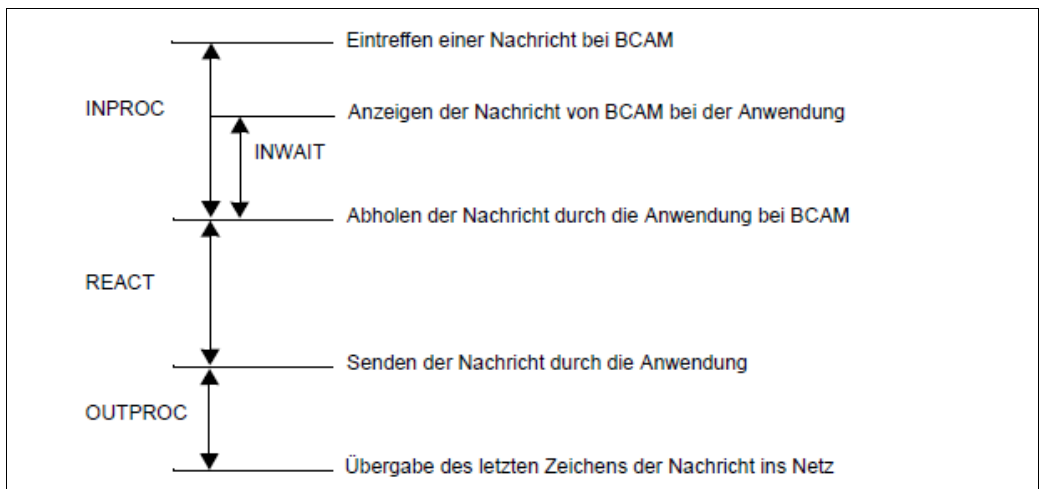 Eintreffen einer Nachricht bei BCAM
INPROC
Anzeigen der Nachricht von BCAM bei der Anwendung
INWAIT
Abholen der Nachricht durch die Anwendung bei BCAM
REACT
Senden der Nachricht durch die Anwendung
OUTPROC
Übergabe des letzten Zeichens der Nachricht ins Netz